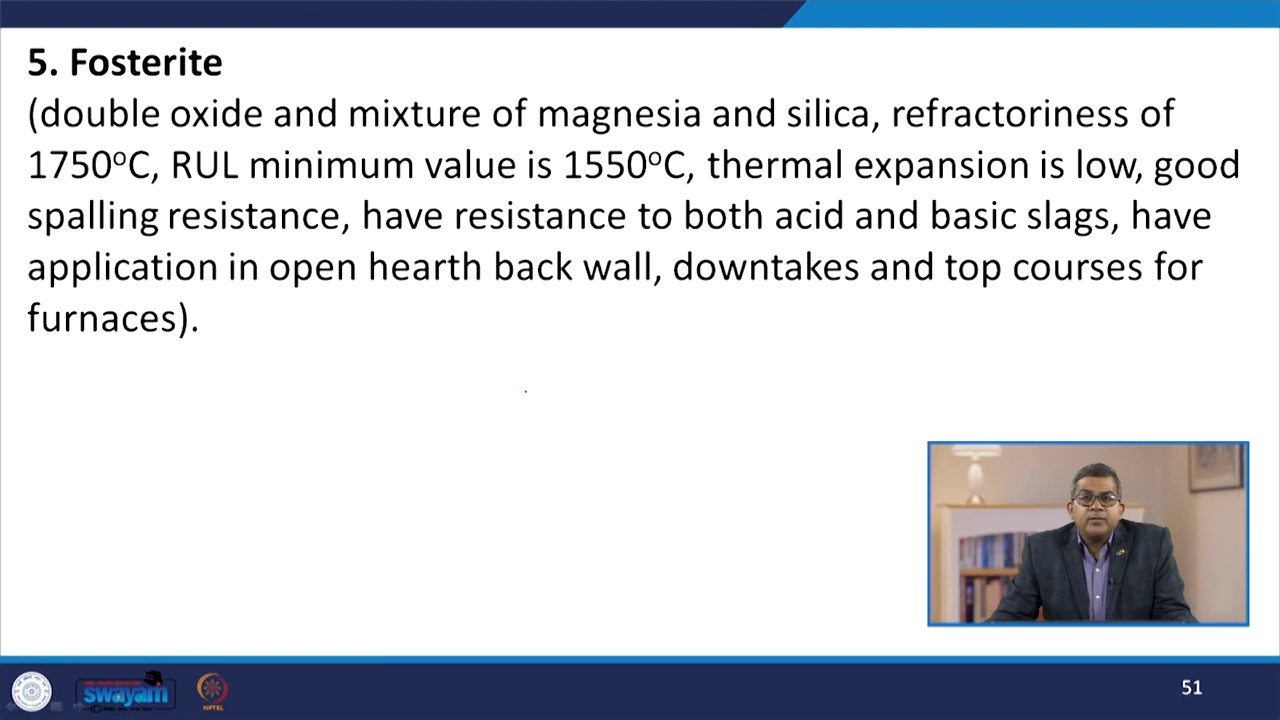 5. Fosterite
(double oxide and mixture of magnesia and silica, refractoriness of
1750ºC, RUL minimum value is 1550ºC, thermal expansion is low, good
spalling resistance, have resistance to both acid and basic slags, have
application in open hearth back wall, downtakes and top courses for
furnaces).
swayam
NPTEL
51